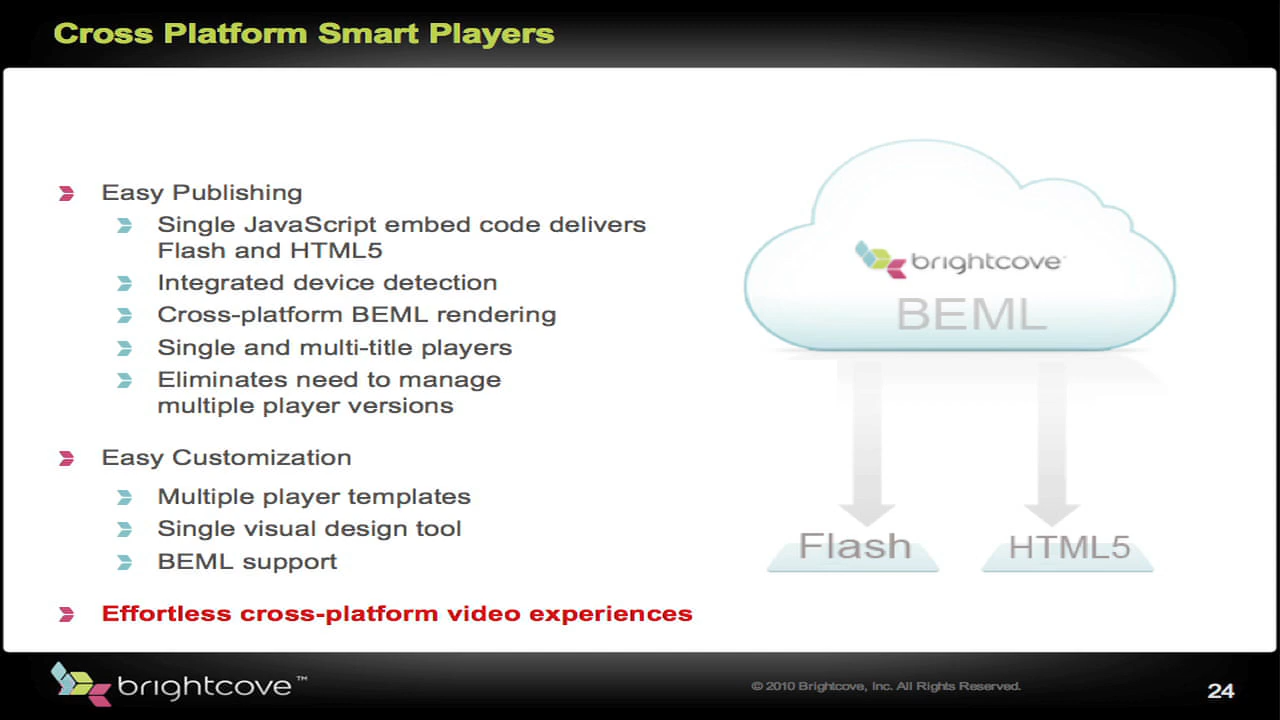 Cross Platform Smart Players
Easy Publishing
Single JavaScript embed code delivers
Flash and HTML5
Integrated device detection
Cross-platform BEML rendering
Single and multi-title players
Eliminates need to manage
multiple player versions
Easy Customization
Multiple player templates
Single visual design tool
BEML support
Effortless cross-platform video experiences
brightcove
BEML
Flash
HTML5
brightcove™
© 2010 Brightcove, Inc. All Rights Reserved.
24